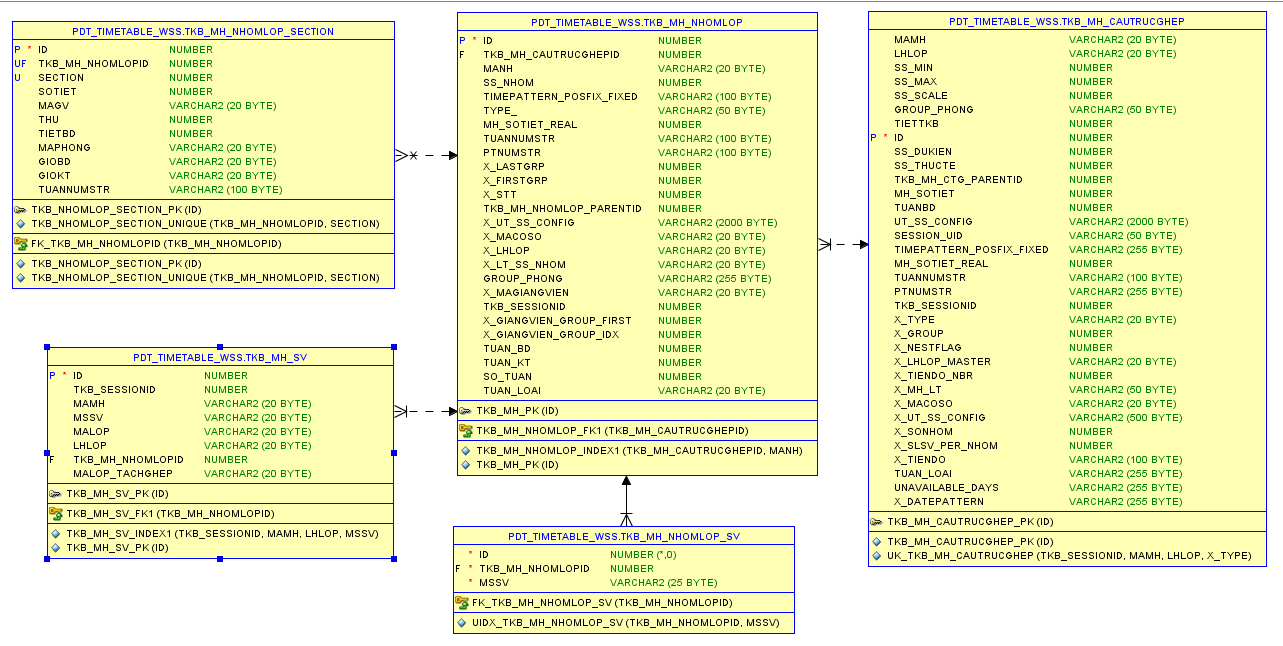 PDT_TIMETABLE_WSS.TKB_MH_NHOMLOP_SECTION
P * ID NUMBER
UF TKB_MH_NHOMLOPID NUMBER
U SECTION NUMBER
SOTIET NUMBER
MAGV VARCHAR2 (20 BYTE)
THU NUMBER
TIETBD NUMBER
MAPHONG VARCHAR2 (20 BYTE)
GIOBD VARCHAR2 (20 BYTE)
GIOKT VARCHAR2 (20 BYTE)
TUANNUMSTR VARCHAR2 (100 BYTE)
TKB_NHOMLOP_SECTION_PK (ID)
TKB_NHOMLOP_SECTION_UNIQUE (TKB_MH_NHOMLOPID, SECTION)
FK_TKB_MH_NHOMLOPID (TKB_MH_NHOMLOPID)
TKB_NHOMLOP_SECTION_PK (ID)
TKB_NHOMLOP_SECTION_UNIQUE (TKB_MH_NHOMLOPID, SECTION)
PDT_TIMETABLE_WSS.TKB_MH_SV
P * ID NUMBER
TKB_SESSIONID NUMBER
MAMH VARCHAR2 (20 BYTE)
MSSV VARCHAR2 (20 BYTE)
MALOP VARCHAR2 (20 BYTE)
LHLOP VARCHAR2 (20 BYTE)
F TKB_MH_NHOMLOPID NUMBER
MALOP_TACHGHEP VARCHAR2 (20 BYTE)
TKB_MH_SV_PK (ID)
TKB_MH_SV_FK1 (TKB_MH_NHOMLOPID)
TKB_MH_SV_INDEX1 (TKB_SESSIONID, MAMH, LHLOP, MSSV)
TKB_MH_SV_PK (ID)
PDT_TIMETABLE_WSS.TKB_MH_NHOMLOP
P * ID NUMBER
F TKB_MH_CAUTRUCGHEPID NUMBER
MANH VARCHAR2 (20 BYTE)
SS_NHOM NUMBER
TIMEPATTERN_POSFIX_FIXED VARCHAR2 (100 BYTE)
TYPE_ VARCHAR2 (50 BYTE)
MH_SOTIET_REAL NUMBER
TUANNUMSTR VARCHAR2 (100 BYTE)
PTNUMSTR VARCHAR2 (100 BYTE)
X_LASTGRP NUMBER
X_FIRSTGRP NUMBER
X_STT NUMBER
TKB_MH_NHOMLOP_PARENTID NUMBER
X_UT_SS_CONFIG VARCHAR2 (2000 BYTE)
X_MACOSO VARCHAR2 (20 BYTE)
X_LHLOP VARCHAR2 (20 BYTE)
X_LT_SS_NHOM VARCHAR2 (20 BYTE)
GROUP_PHONG VARCHAR2 (255 BYTE)
X_MAGIANGVIEN VARCHAR2 (20 BYTE)
TKB_SESSIONID NUMBER
X_GIANGVIEN_GROUP_FIRST NUMBER
X_GIANGVIEN_GROUP_IDX NUMBER
TUAN_BD NUMBER
TUAN_KT NUMBER
SO_TUAN NUMBER
TUAN_LOAI VARCHAR2 (20 BYTE)
TKB_MH_PK (ID)
TKB_MH_NHOMLOP_FK1 (TKB_MH_CAUTRUCGHEPID)
TKB_MH_NHOMLOP_INDEX1 (TKB_MH_CAUTRUCGHEPID, MANH)
TKB_MH_PK (ID)
PDT_TIMETABLE_WSS.TKB_MH_NHOMLOP_SV
* ID NUMBER (*,0)
F * TKB_MH_NHOMLOPID NUMBER
* MSSV VARCHAR2 (25 BYTE)
FK_TKB_MH_NHOMLOP_SV (TKB_MH_NHOMLOPID)
UIDX_TKB_MH_NHOMLOP_SV (TKB_MH_NHOMLOPID, MSSV)
PDT_TIMETABLE_WSS.TKB_MH_CAUTRUCGHEP
MAMH VARCHAR2 (20 BYTE)
LHLOP VARCHAR2 (20 BYTE)
SS_MIN NUMBER
SS_MAX NUMBER
SS_SCALE NUMBER
GROUP_PHONG VARCHAR2 (50 BYTE)
TIETTKB NUMBER
P * ID NUMBER
SS_DUKIEN NUMBER
SS_THUCTE NUMBER
TKB_MH_CTG_PARENTID NUMBER
MH_SOTIET NUMBER
TUANBD NUMBER
UT_SS_CONFIG VARCHAR2 (2000 BYTE)
SESSION_UID VARCHAR2 (50 BYTE)
TIMEPATTERN_POSFIX_FIXED VARCHAR2 (255 BYTE)
MH_SOTIET_REAL NUMBER
TUANNUMSTR VARCHAR2 (100 BYTE)
PTNUMSTR VARCHAR2 (255 BYTE)
TKB_SESSIONID NUMBER
X_TYPE VARCHAR2 (20 BYTE)
X_GROUP NUMBER
X_NESTFLAG NUMBER
X_LHLOP_MASTER VARCHAR2 (20 BYTE)
X_TIENDO_NBR NUMBER
X_MH_LT VARCHAR2 (50 BYTE)
X_MACOSO VARCHAR2 (20 BYTE)
X_UT_SS_CONFIG VARCHAR2 (500 BYTE)
X_SONHOM NUMBER
X_SLSV_PER_NHOM NUMBER
X_TIENDO VARCHAR2 (100 BYTE)
TUAN_LOAI VARCHAR2 (255 BYTE)
UNAVAILABLE_DAYS VARCHAR2 (255 BYTE)
X_DATEPATTERN VARCHAR2 (255 BYTE)
TKB_MH_CAUTRUCGHEP_PK (ID)
TKB_MH_CAUTRUCGHEP_PK (ID)
UK_TKB_MH_CAUTRUCGHEP (TKB_SESSIONID, MAMH, LHLOP, X_TYPE)